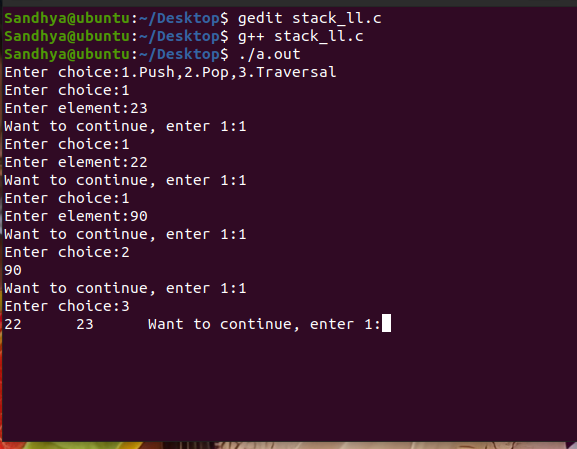 Sandhya@ubuntu:~/Desktop$ gedit stack_ll.c
Sandhya@ubuntu:~/Desktop$ g++ stack_ll.c
Sandhya@ubuntu:~/Desktop$ ./a.out
Enter choice:1.Push,2.Pop,3.Traversal
Enter choice:1
Enter element:23
Want to continue, enter 1:1
Enter choice:1
Enter element:22
Want to continue, enter 1:1
Enter choice:1
Enter element:90
Want to continue, enter 1:1
Enter choice:2
90
Want to continue, enter 1:1
Enter choice:3
22      23      Want to continue, enter 1: